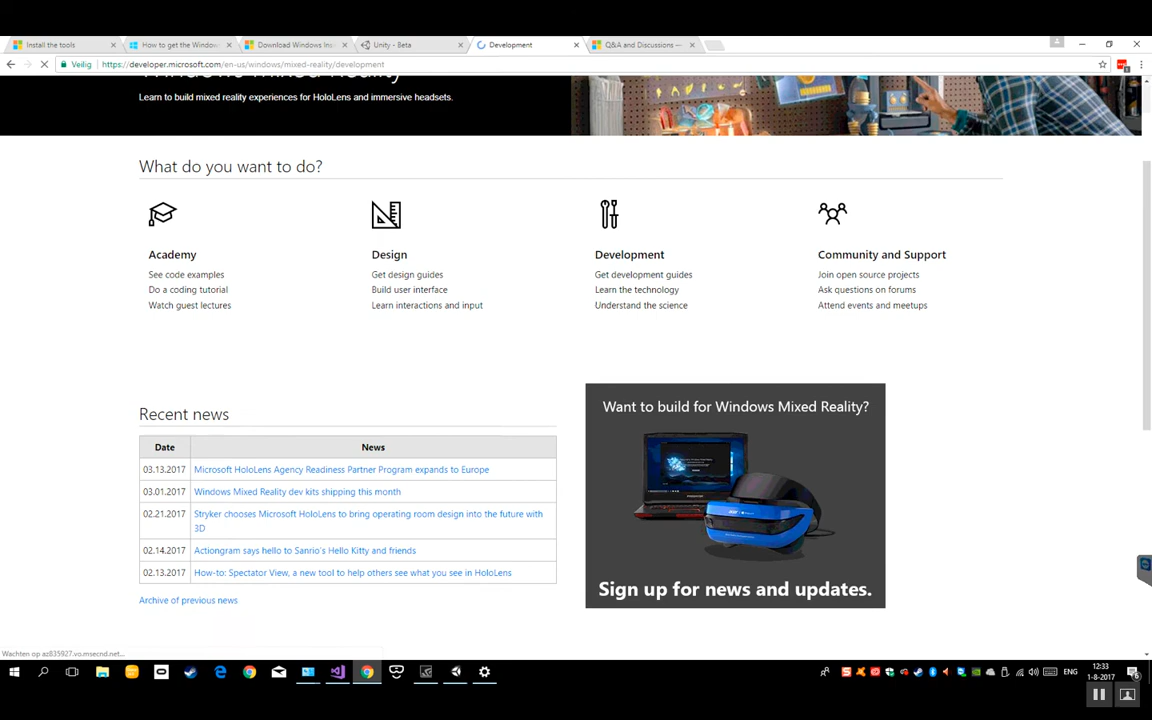 Install the tools
How to get the Window
Download Windows Ins
Unity - Beta
Development
Q&A and Discussions —
Veilig
https://developer.microsoft.com/en-us/windows/mixed-reality/development
Windows Mixed Reality
Learn to build mixed reality experiences for HoloLens and immersive headsets.
What do you want to do?
Academy
See code examples
Do a coding tutorial
Watch guest lectures
Design
Get design guides
Build user interface
Learn interactions and input
Development
Get development guides
Learn the technology
Understand the science
Community and Support
Join open source projects
Ask questions on forums
Attend events and meetups
Recent news
Date News
03.13.2017 Microsoft HoloLens Agency Readiness Partner Program expands to Europe
03.01.2017 Windows Mixed Reality dev kits shipping this month
02.21.2017 Stryker chooses Microsoft HoloLens to bring operating room design into the future with
3D
02.14.2017 Actiongram says hello to Sanrio's Hello Kitty and friends
02.13.2017 How-to: Spectator View, a new tool to help others see what you see in HoloLens
Archive of previous news
Want to build for Windows Mixed Reality?
Sign up for news and updates.
Wachten op az835927.vo.msecnd.net...
ENG
12:33
1-8-2017